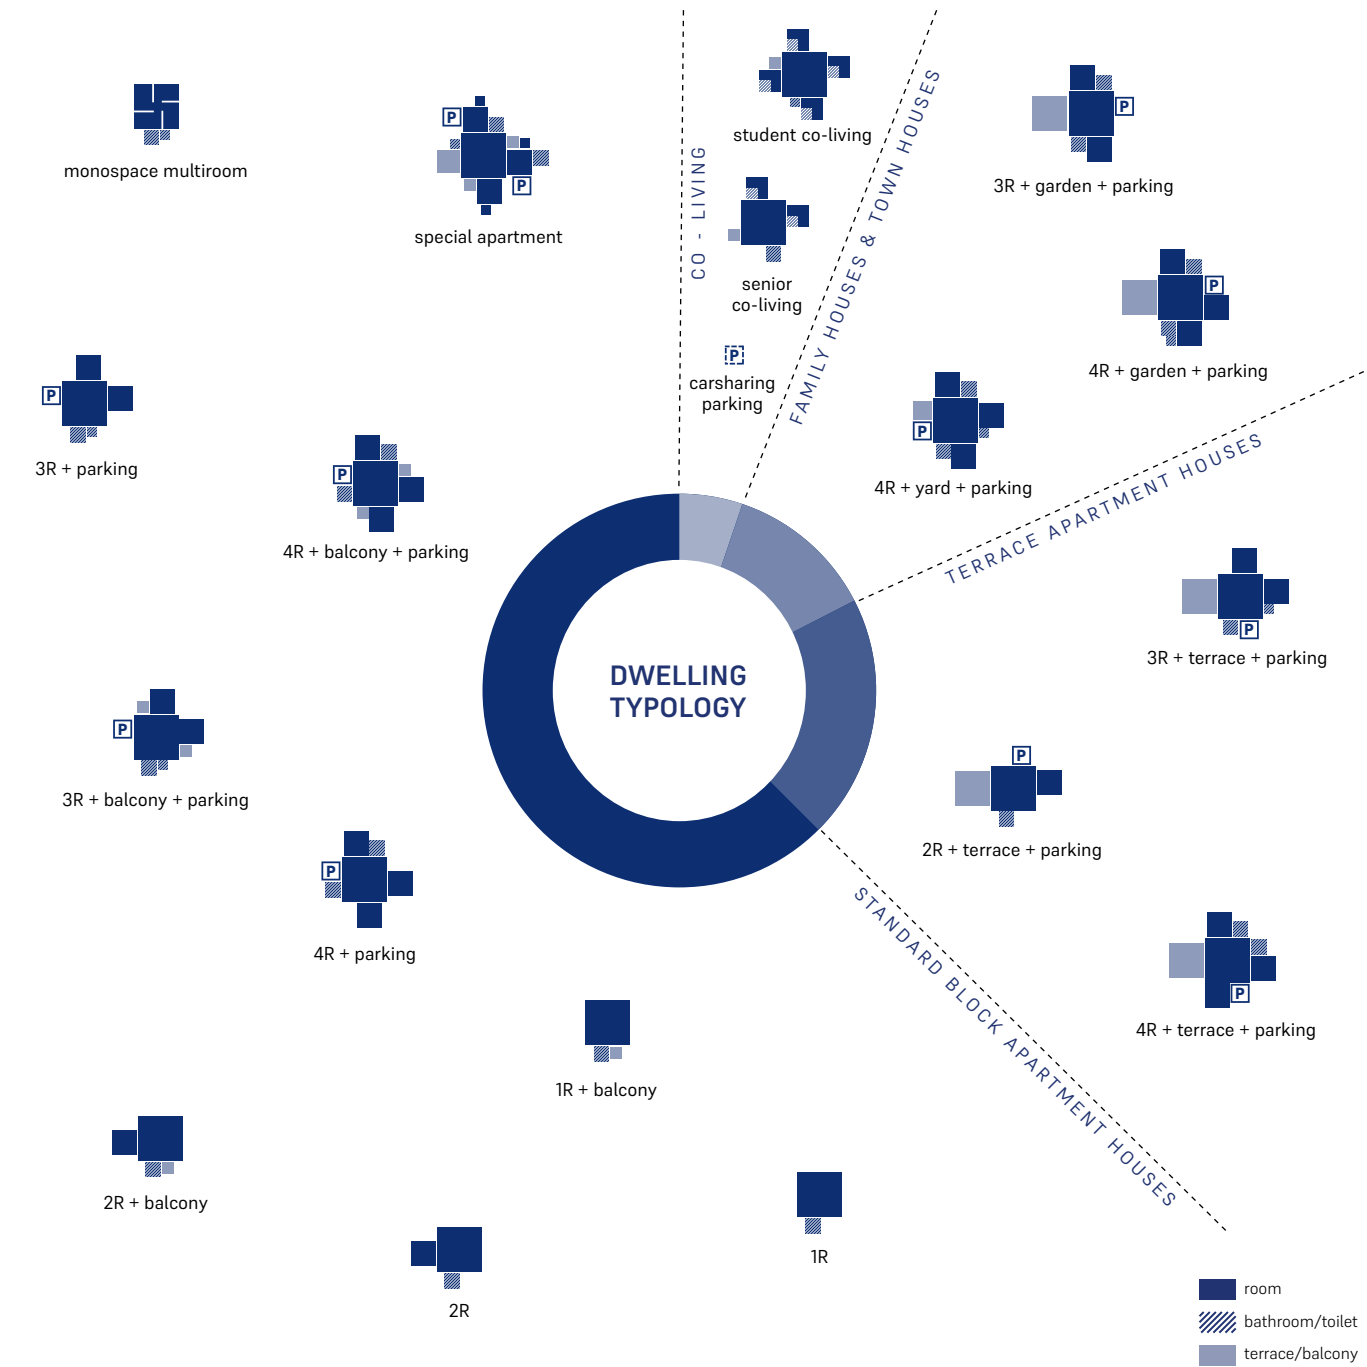 monospace multiroom
P
P
special apartment
CO - LIVING
student co-living
senior
co-living
P
carsharing
parking
FAMILY HOUSES & TOWN HOUSES
P
3R + garden + parking
P
4R + garden + parking
P
4R + yard + parking
TERRACE APARTMENT HOUSES
P
3R + terrace + parking
P
2R + terrace + parking
P
4R + terrace + parking
STANDARD BLOCK APARTMENT HOUSES
P
3R + parking
P
4R + balcony + parking
DWELLING
TYPOLOGY
P
3R + balcony + parking
P
4R + parking
1R + balcony
2R + balcony
2R
1R
room
bathroom/toilet
terrace/balcony